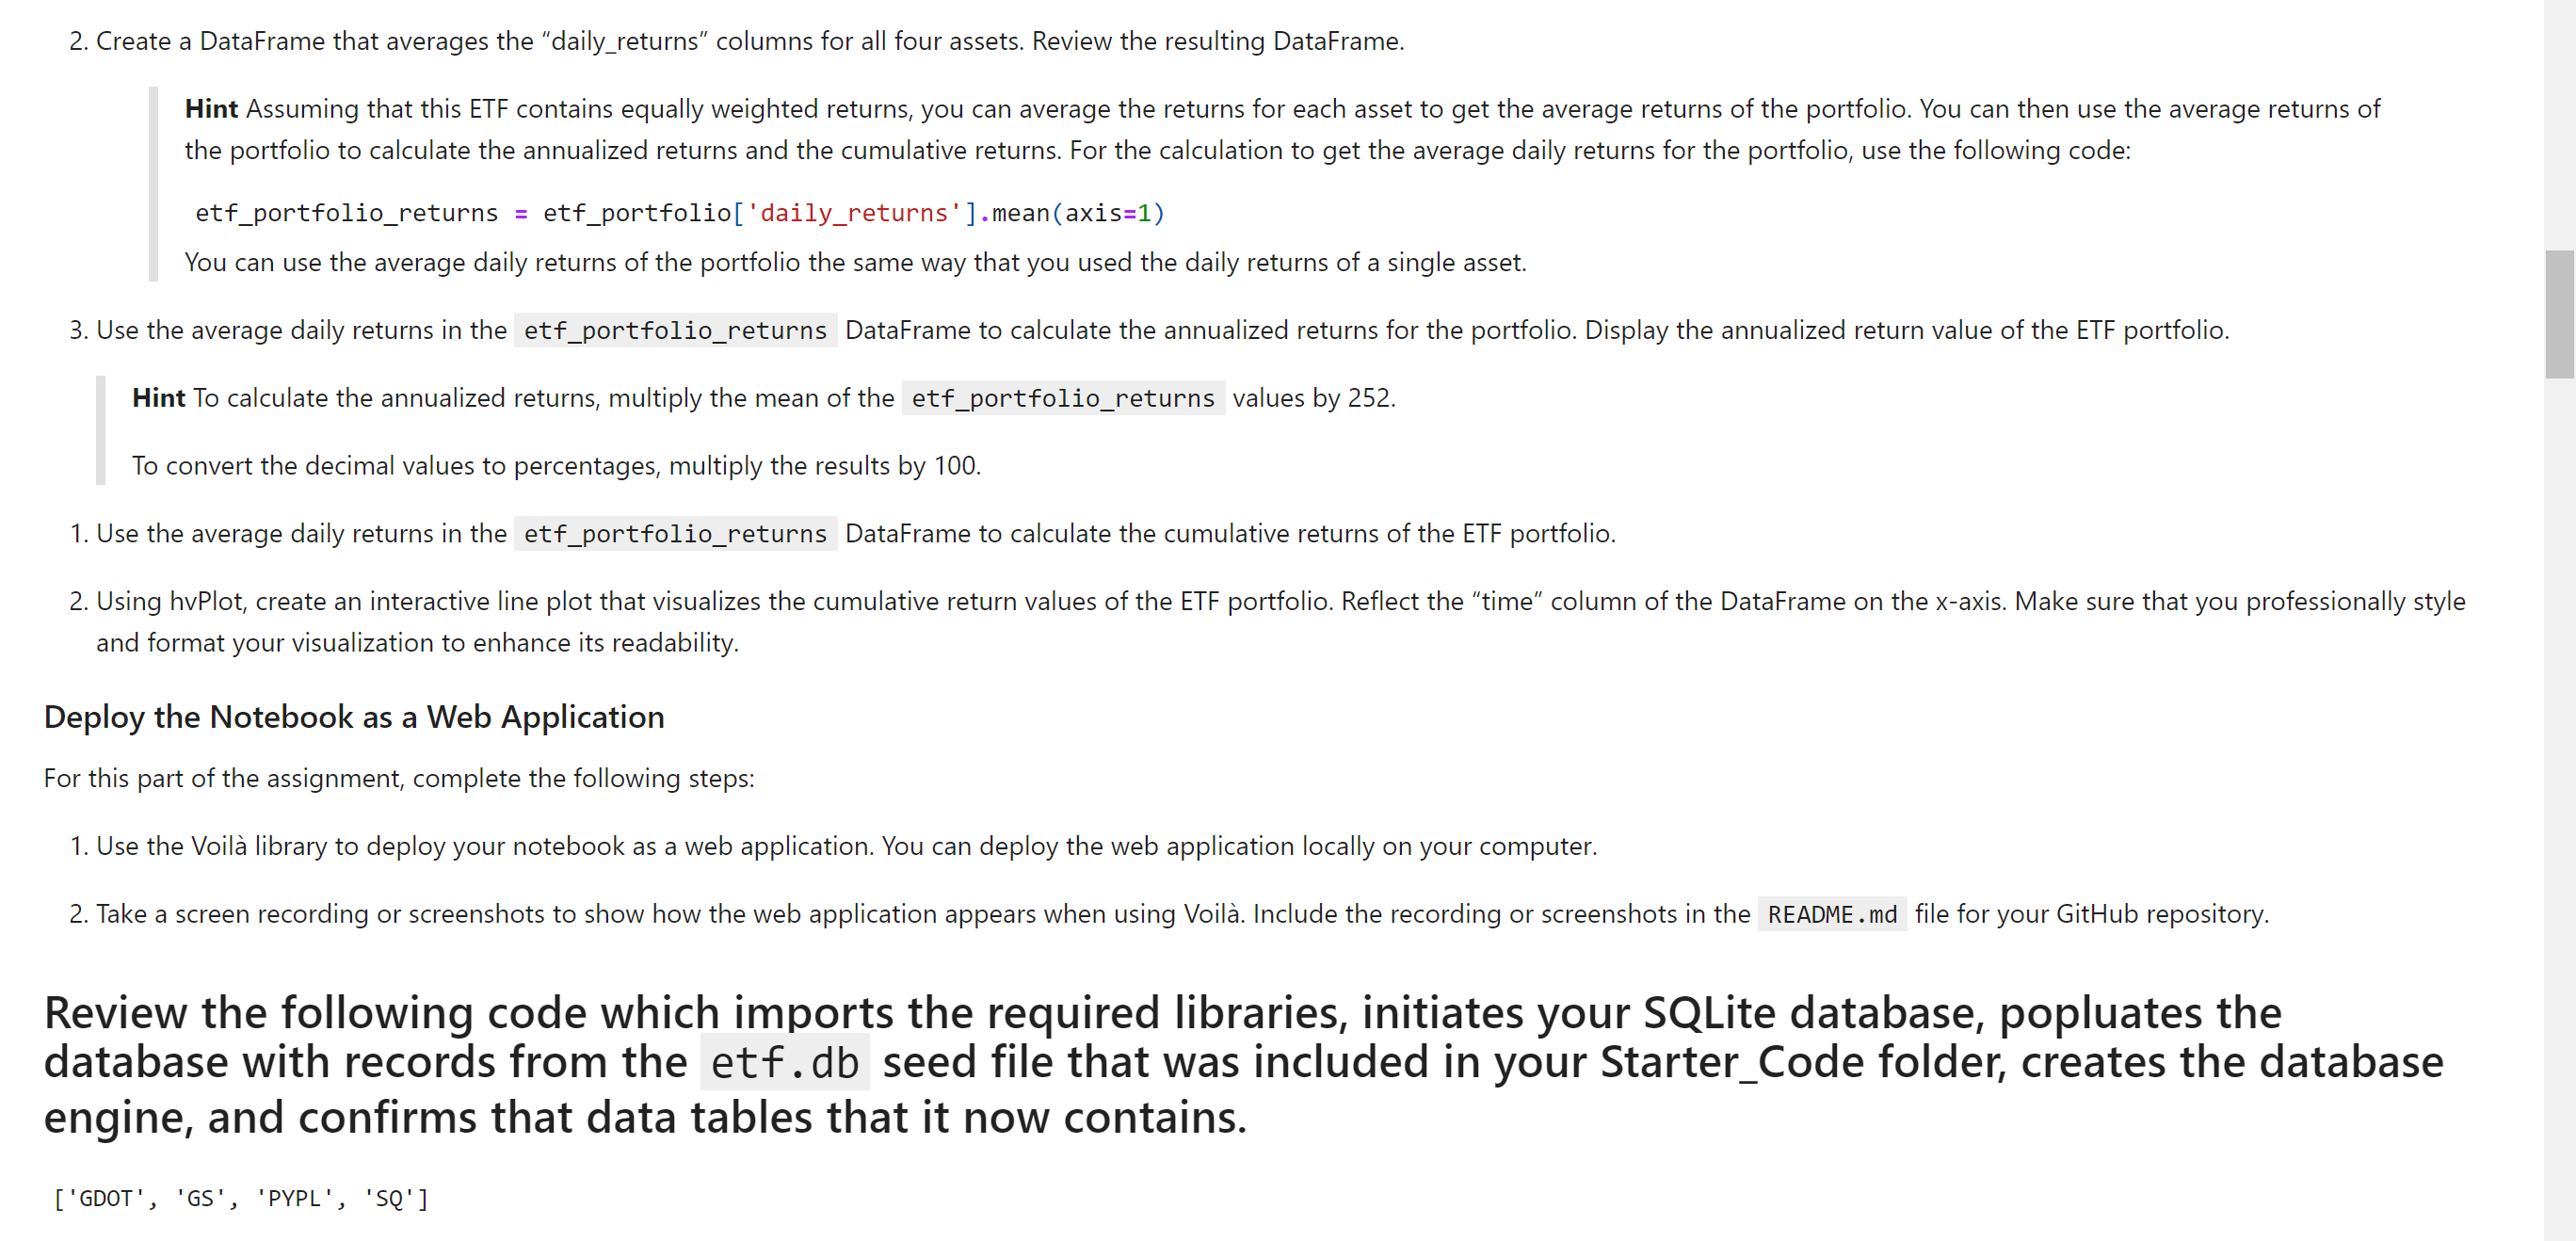 2. Create a DataFrame that averages the “daily_returns” columns for all four assets. Review the resulting DataFrame.
Hint Assuming that this ETF contains equally weighted returns, you can average the returns for each asset to get the average returns of the portfolio. You can then use the average returns of
the portfolio to calculate the annualized returns and the cumulative returns. For the calculation to get the average daily returns for the portfolio, use the following code:
etf_portfolio_returns = etf_portfolio['daily_returns'].mean(axis=1)
You can use the average daily returns of the portfolio the same way that you used the daily returns of a single asset.
3. Use the average daily returns in the etf_portfolio_returns DataFrame to calculate the annualized returns for the portfolio. Display the annualized return value of the ETF portfolio.
Hint To calculate the annualized returns, multiply the mean of the etf_portfolio_returns values by 252.
To convert the decimal values to percentages, multiply the results by 100.
1. Use the average daily returns in the etf_portfolio_returns DataFrame to calculate the cumulative returns of the ETF portfolio.
2. Using hvPlot, create an interactive line plot that visualizes the cumulative return values of the ETF portfolio. Reflect the “time” column of the DataFrame on the x-axis. Make sure that you professionally style
and format your visualization to enhance its readability.
Deploy the Notebook as a Web Application
For this part of the assignment, complete the following steps:
1. Use the Voilà library to deploy your notebook as a web application. You can deploy the web application locally on your computer.
2. Take a screen recording or screenshots to show how the web application appears when using Voilà. Include the recording or screenshots in the README.md file for your GitHub repository.
Review the following code which imports the required libraries, initiates your SQLite database, popluates the
database with records from the etf.db seed file that was included in your Starter_Code folder, creates the database
engine, and confirms that data tables that it now contains.
['GDOT', 'GS', 'PYPL', 'SQ']